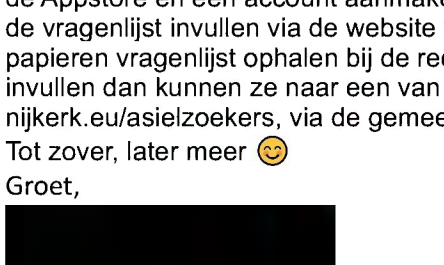 de Appstore en een account aanmake
de vragenlijst invullen via de website
papieren vragenlijst ophalen bij de re
invullen dan kunnen ze naar een van
nijkerk.eu/asielzoekers, via de gemee
Tot zover, later meer 😊
Groet,